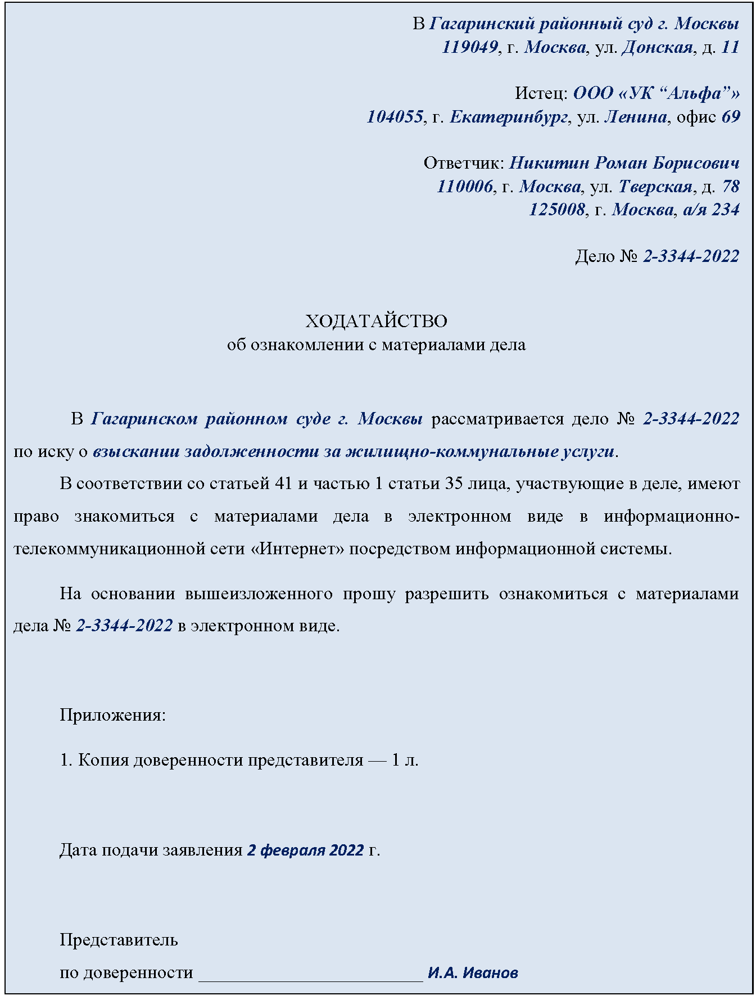 В Гагаринский районный суд г. Москвы
119049, г. Москва, ул. Донская, д. 11
Истец: ООО «УК “Альфа”»
104055, г. Екатеринбург, ул. Ленина, офис 69
Ответчик: Никитин Роман Борисович
110006, г. Москва, ул. Тверская, д. 78
125008, г. Москва, а/я 234
Дело № 2-3344-2022
ХОДАТАЙСТВО
об ознакомлении с материалами дела
В Гагаринском районном суде г. Москвы рассматривается дело № 2-3344-2022
по иску о взыскании задолженности за жилищно-коммунальные услуги.
В соответствии со статьей 41 и частью 1 статьи 35 лица, участвующие в деле, имеют
право знакомиться с материалами дела в электронном виде в информационно-
телекоммуникационной сети «Интернет» посредством информационной системы.
На основании вышеизложенного прошу разрешить ознакомиться с материалами
дела № 2-3344-2022 в электронном виде.
Приложения:
1. Копия доверенности представителя — 1 л.
Дата подачи заявления 2 февраля 2022 г.
Представитель
по доверенности ________________________ И.А. Иванов